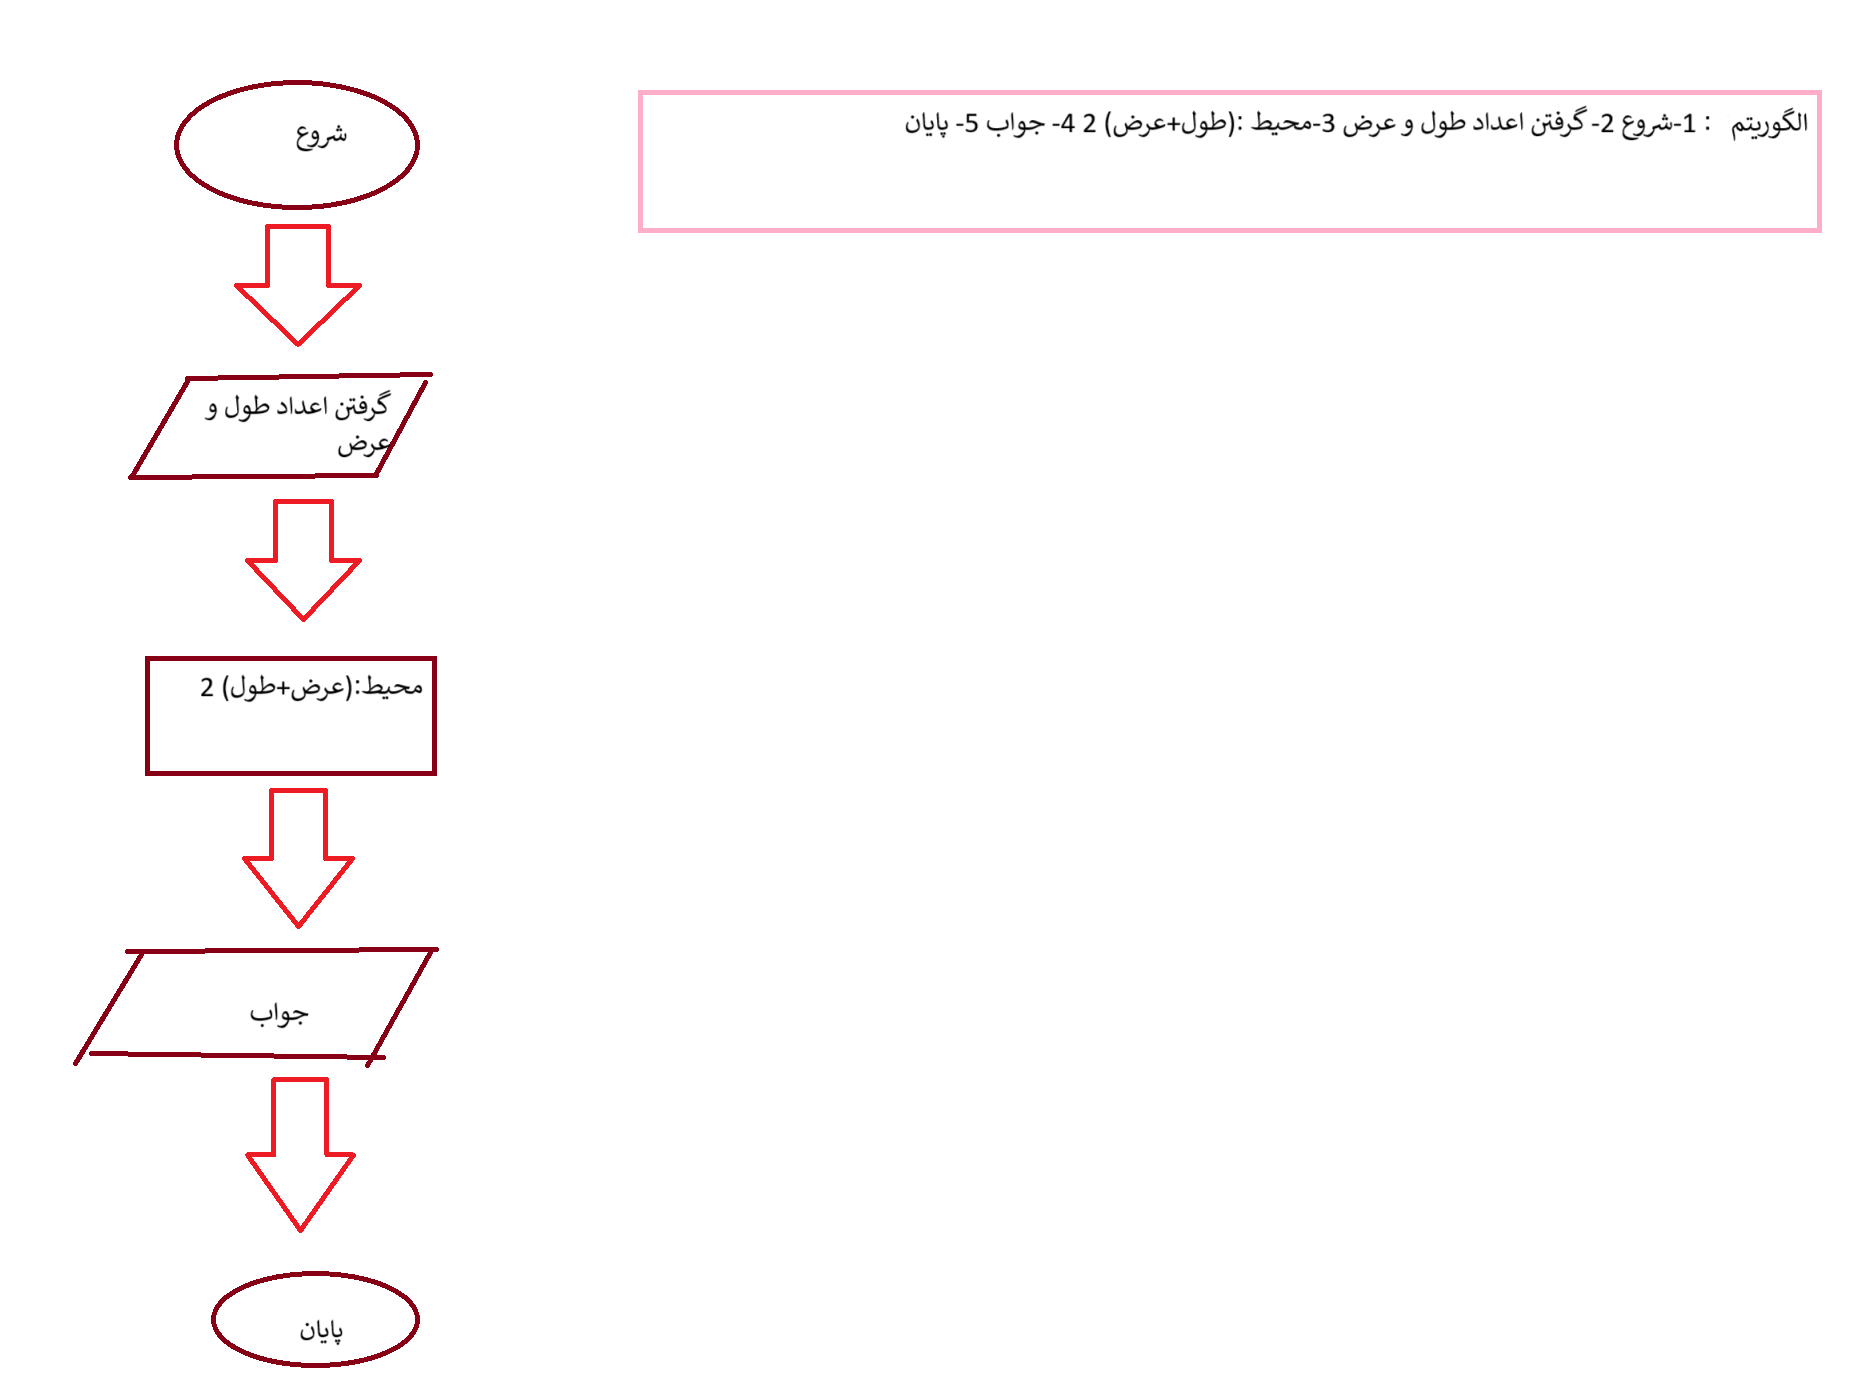 الگوریتم : 1-شروع 2- گرفتن اعداد طول و عرض 3-محیط :(طول+عرض) 2 4- جواب 5- پایان
شروع
گرفتن اعداد طول و
عرض
محیط:(عرض+طول) 2
جواب
پایان